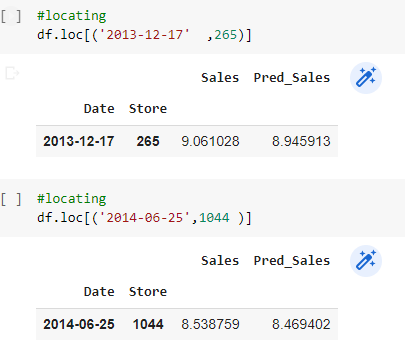 [ ] #locating
df.loc[('2013-12-17'  ,265)]
Sales Pred_Sales
Date Store
2013-12-17 265 9.061028 8.945913
[ ] #locating
df.loc[('2014-06-25',1044 )]
Sales Pred_Sales
Date Store
2014-06-25 1044 8.538759 8.469402